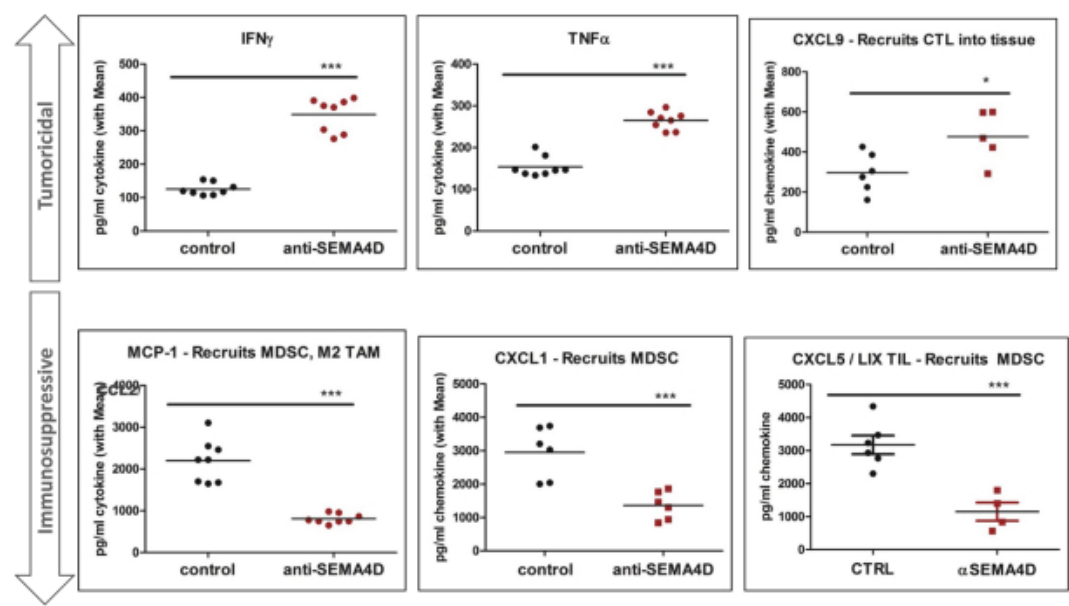 Tumoricidal
IFNγ
***
pg/ml cytokine (with Mean)
500
400
300
200
100
0
control
anti-SEMA4D
TNFα
***
pg/ml cytokine (with Mean)
400
300
200
100
0
control
anti-SEMA4D
CXCL9 - Recruits CTL into tissue
*
pg/ml chemokine (with Mean)
800
600
400
200
0
control
anti-SEMA4D
Immunosuppressive
MCP-1 - Recruits MDSC, M2 TAM
CCL2
***
pg/ml cytokine (with Mean)
4000
3000
2000
1000
0
control
anti-SEMA4D
CXCL1 - Recruits MDSC
***
pg/ml chemokine (with Mean)
5000
4000
3000
2000
1000
0
control
anti-SEMA4D
CXCL5 / LIX TIL - Recruits MDSC
***
pg/ml chemokine
5000
4000
3000
2000
1000
0
CTRL
αSEMA4D